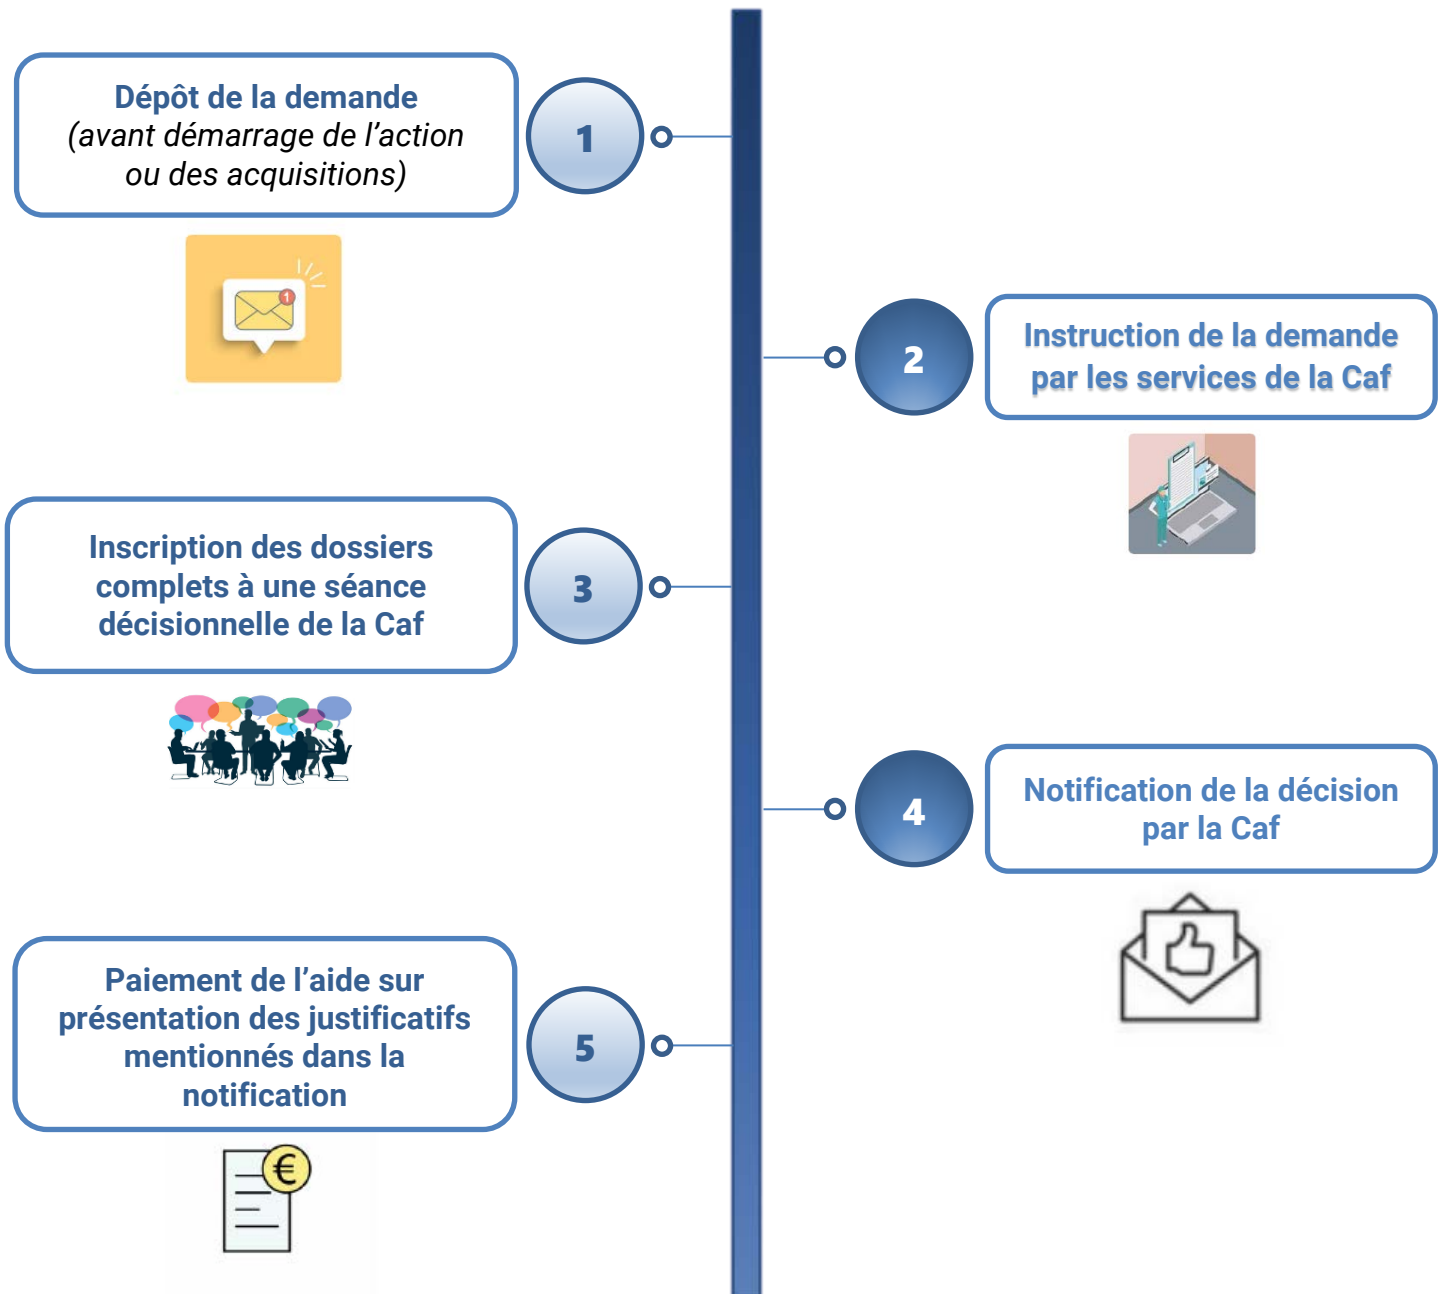 Dépôt de la demande
(avant démarrage de l’action
ou des acquisitions)
1
1
2
Instruction de la demande
par les services de la Caf
Inscription des dossiers
complets à une séance
décisionnelle de la Caf
3
4
Notification de la décision
par la Caf
Paiement de l’aide sur
présentation des justificatifs
mentionnés dans la
notification
5
€